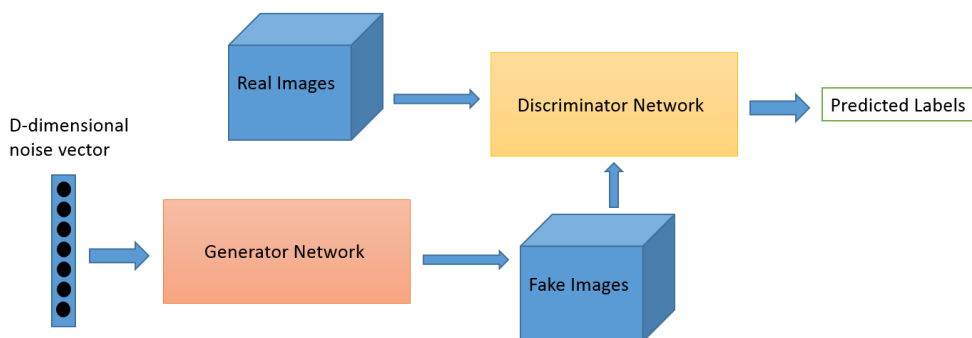 Real Images
Discriminator Network
Predicted Labels
D-dimensional
noise vector
Generator Network
Fake Images